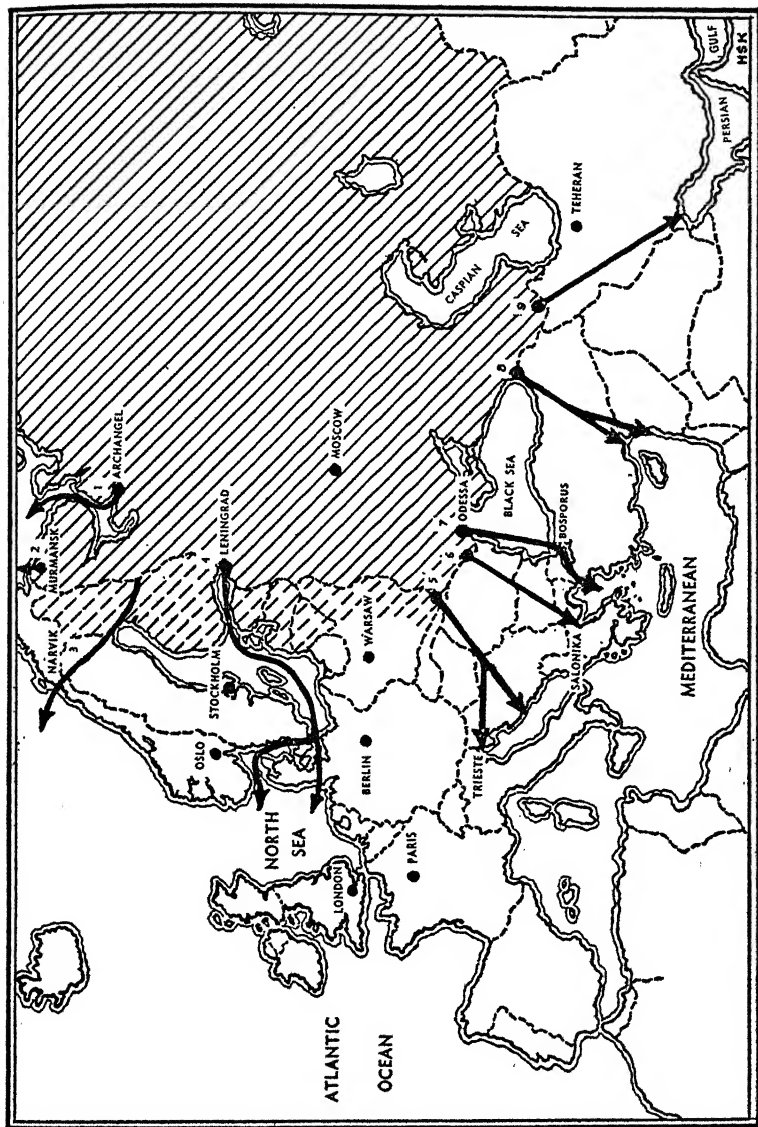 ARCHANGEL
1
2
MURMANSK
NARVIK
3
4
LENINGRAD
STOCKHOLM
OSLO
MOSCOW
WARSAW
BERLIN
NORTH
SEA
LONDON
PARIS
ATLANTIC
OCEAN
5
6
7
ODESSA
BLACK SEA
BOSPORUS
TRIESTE
SALONIKA
MEDITERRANEAN
CASPIAN
SEA
8
9
TEHERAN
PERSIAN
GULF
HSK